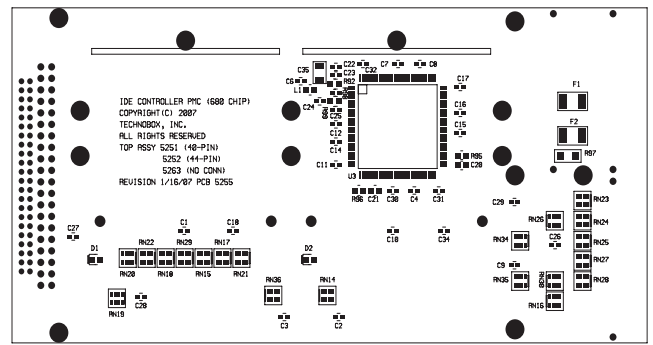 C35
C22
C32
C7
C8
C23
C6
R92
L1
C17
C24
F1
IDE CONTROLLER PMC (680 CHIP)
COPYRIGHT(C) 2007
TECHNOBOX, INC.
ALL RIGHTS RESERVED
TOP ASSY 5251 (40-PIN)
5252 (44-PIN)
5263 (NO CONN)
REVISION 1/16/07 PCB 5255
C25
C16
C12
C15
F2
C14
R97
R95
C11
C20
U3
R96
C21
C30
C4
C31
C29
RN23
RN26
RN24
C27
C1
C18
C10
C34
RN34
C26
RN25
D1
RN22
RN29
RN17
D2
C9
RN27
RN20
RN18
RN15
RN21
RN36
RN14
RN35
RN30
RN28
RN19
C28
RN16
C3
C2